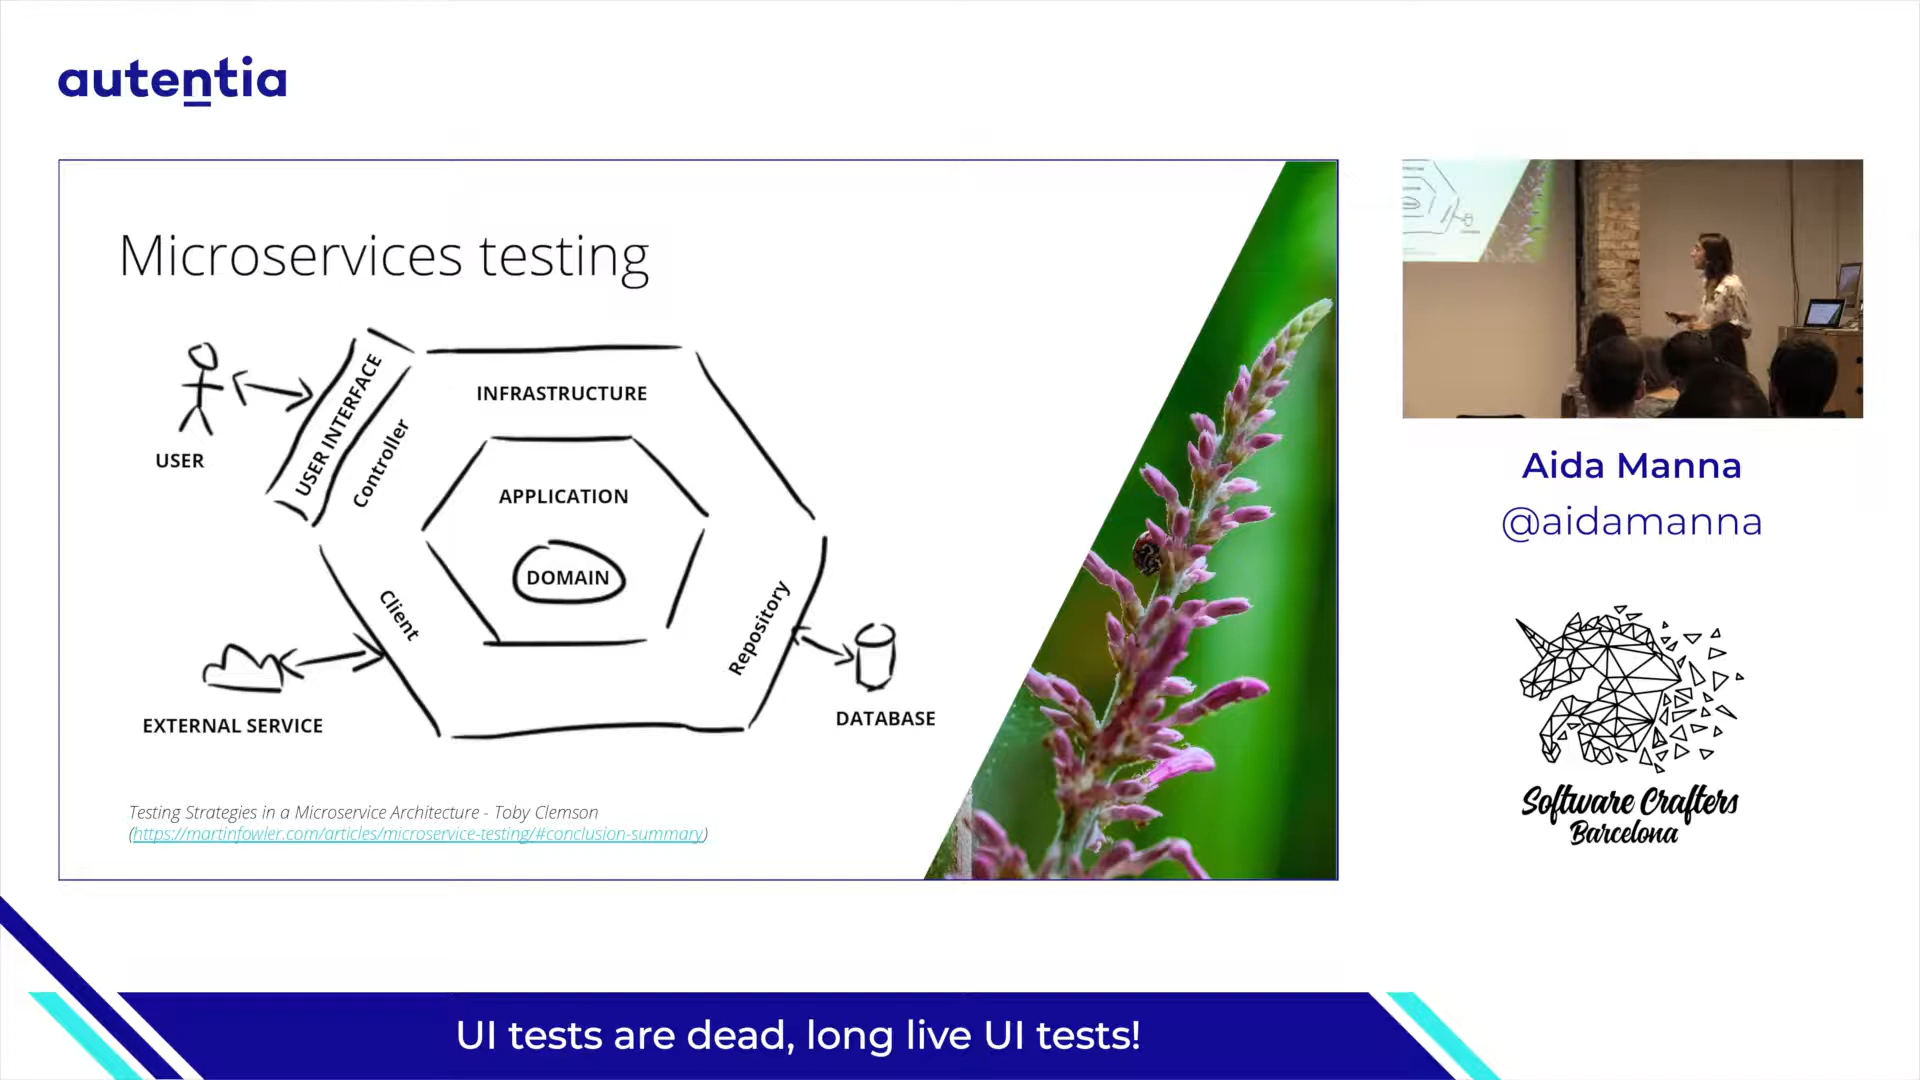 autentia
Microservices testing
USER INTERFACE
Controller
INFRASTRUCTURE
USER
APPLICATION
DOMAIN
Client
Repository
EXTERNAL SERVICE
DATABASE
Testing Strategies in a Microservice Architecture - Toby Clemson
(https://martinfowler.com/articles/microservice-testing/#conclusion-summary)
Aida Manna
@aidamanna
Software Crafters
Barcelona
UI tests are dead, long live UI tests!